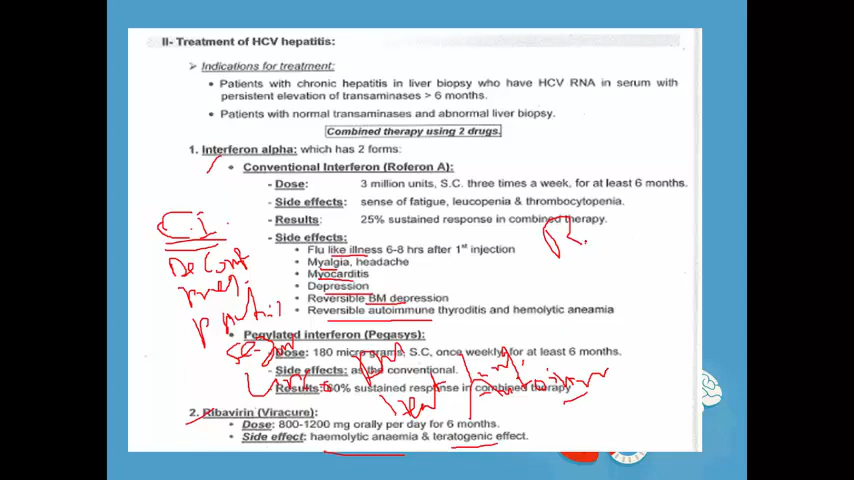 II- Treatment of HCV hepatitis:
➢ Indications for treatment:
• Patients with chronic hepatitis in liver biopsy who have HCV RNA in serum with
persistent elevation of transaminases > 6 months.
• Patients with normal transaminases and abnormal liver biopsy.
Combined therapy using 2 drugs.
1. Interferon alpha: which has 2 forms:
• Conventional Interferon (Roferon A):
- Dose: 3 million units, S.C. three times a week, for at least 6 months.
- Side effects: sense of fatigue, leucopenia & thrombocytopenia.
- Results: 25% sustained response in combined therapy.
- Side effects:
• Flu like illness 6-8 hrs after 1st injection
• Myalgia, headache
• Myocarditis
• Depression
• Reversible BM depression
• Reversible autoimmune thyroditis and hemolytic aneamia
C.I.
• Pegylated interferon (Pegasys):
- Dose: 180 micro grams, S.C, once weekly for at least 6 months.
- Side effects: as the conventional.
- Results: 60% sustained response in combined therapy
2. Ribavirin (Viracure):
• Dose: 800-1200 mg orally per day for 6 months.
• Side effect: haemolytic anaemia & teratogenic effect.